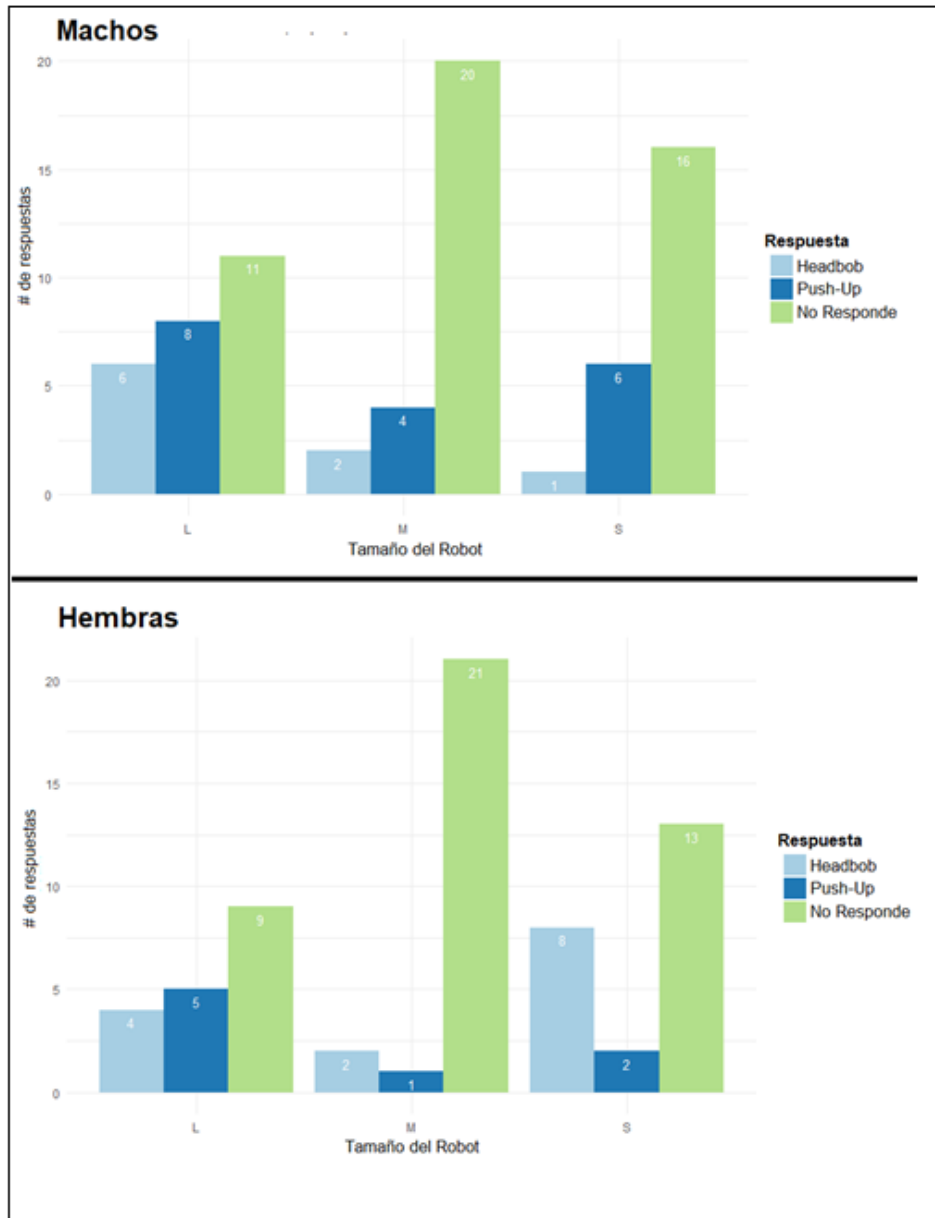 Machos
20
15
10
5
0
# de respuestas
6
8
11
2
4
20
1
6
16
L
M
S
Tamaño del Robot
Respuesta
Headbob
Push-Up
No Responde
Hembras
20
15
10
5
0
# de respuestas
4
5
9
2
1
21
8
2
13
L
M
S
Tamaño del Robot
Respuesta
Headbob
Push-Up
No Responde